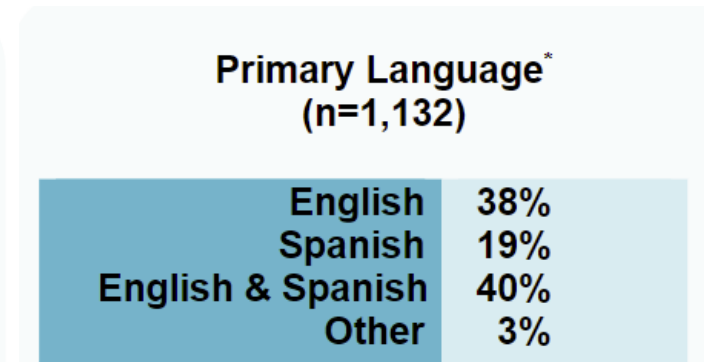 Primary Language*
(n=1,132)
English 38%
Spanish 19%
English & Spanish 40%
Other 3%